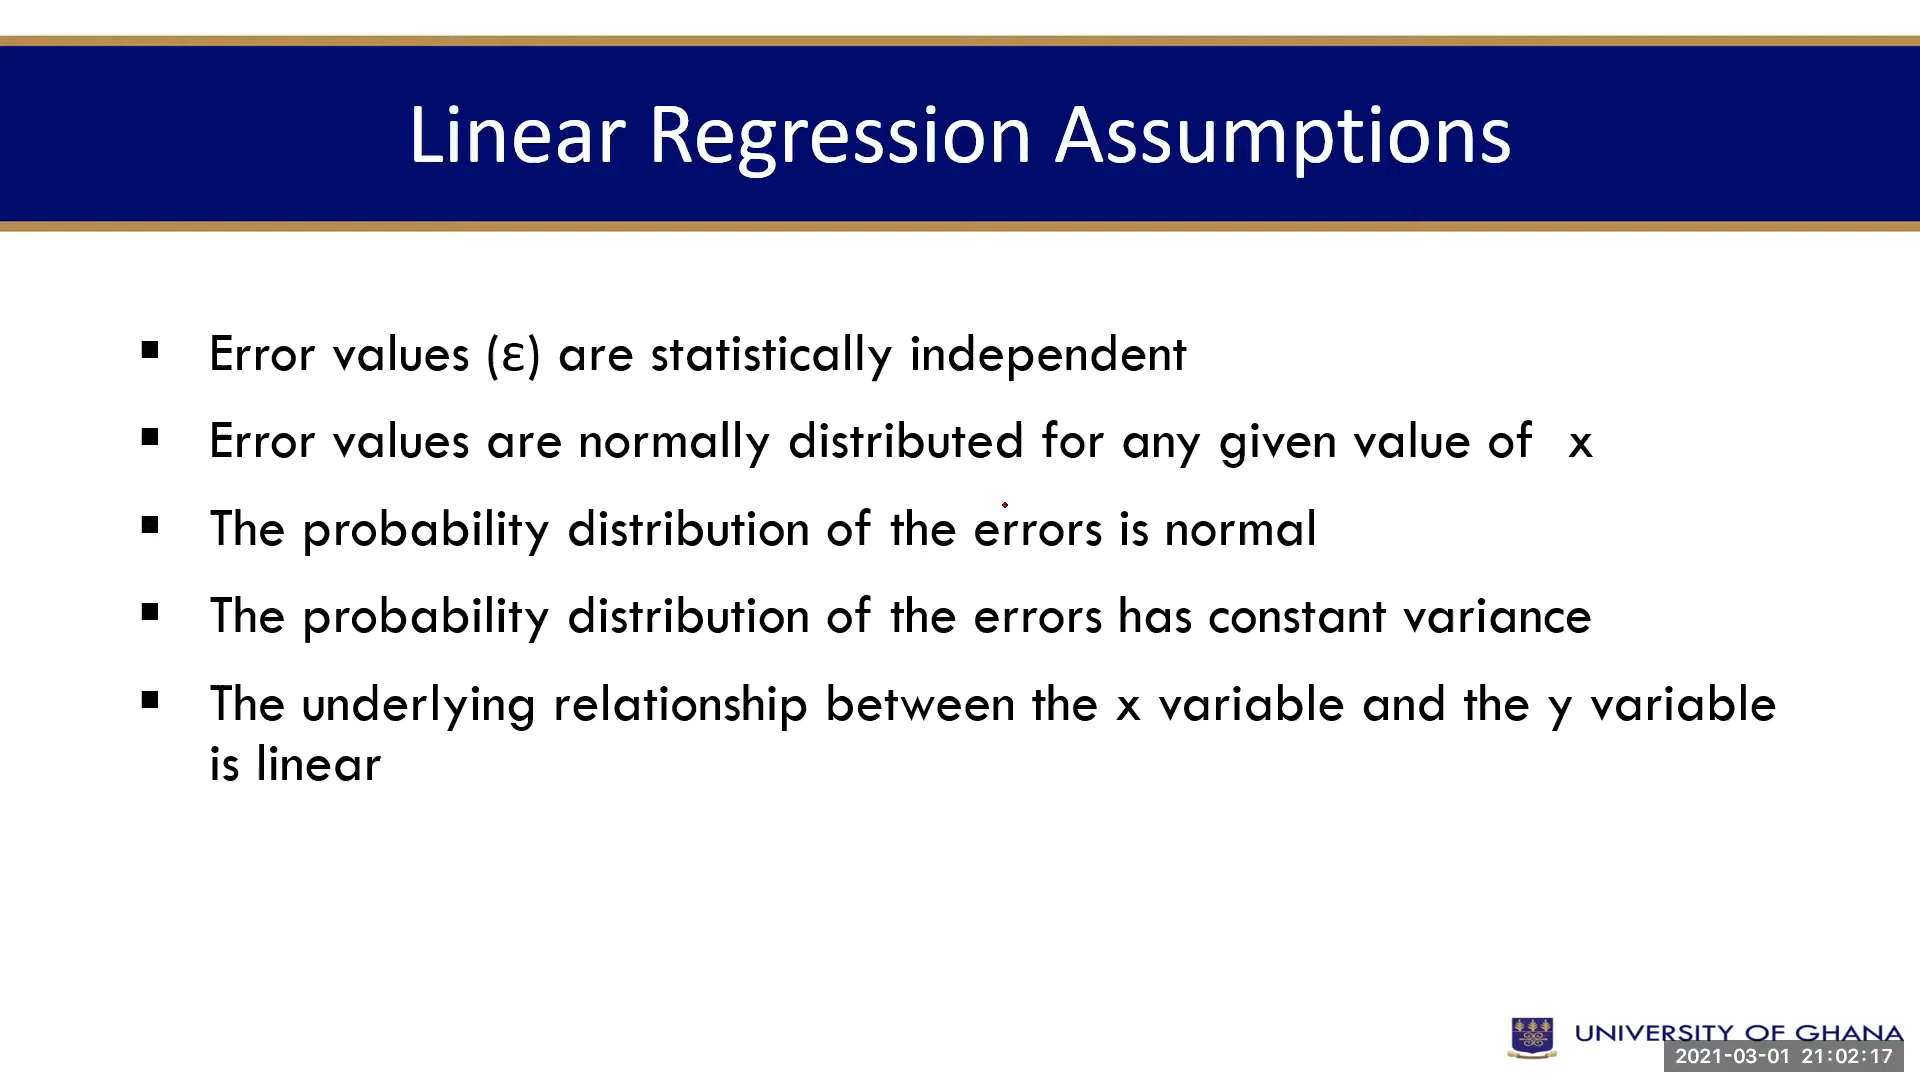 Linear Regression Assumptions
▪ Error values (ε) are statistically independent
▪ Error values are normally distributed for any given value of x
▪ The probability distribution of the errors is normal
▪ The probability distribution of the errors has constant variance
▪ The underlying relationship between the x variable and the y variable
is linear
UNIVERSITY OF GHANA
2021-03-01 21:02:17